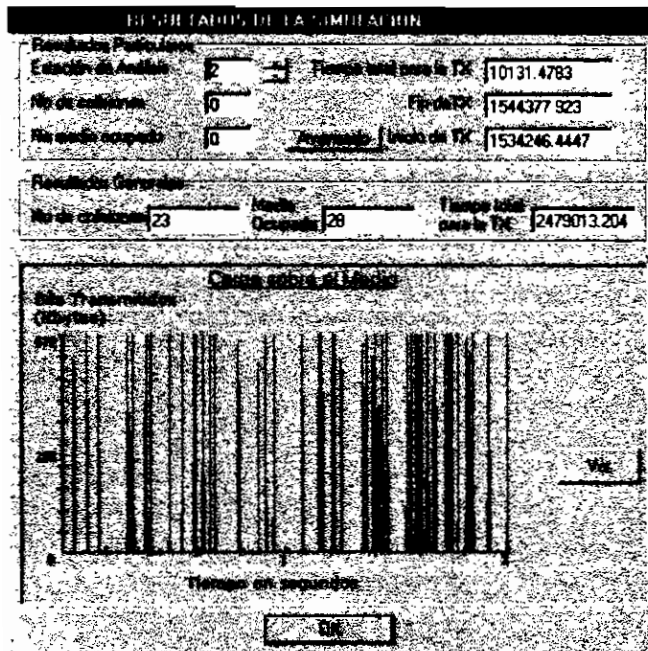 RESULTADOS DE LA SIMULACION
Resultados Particulares
Estación de Análisis 2 Tiempo total para la TX 10131.4783
No de colisiones 0 Fin de TX 1544377.923
No medio ocupado 0 Inicio de TX 1534246.4447
Resultados Generales
No de colisiones 23 Medio Ocupado 28 Tiempo total para la TX 2479013.204
Carga sobre el Medio
Bits Transmitidos
(Kbytes)
0
Tiempo en segundos
Ver
OK